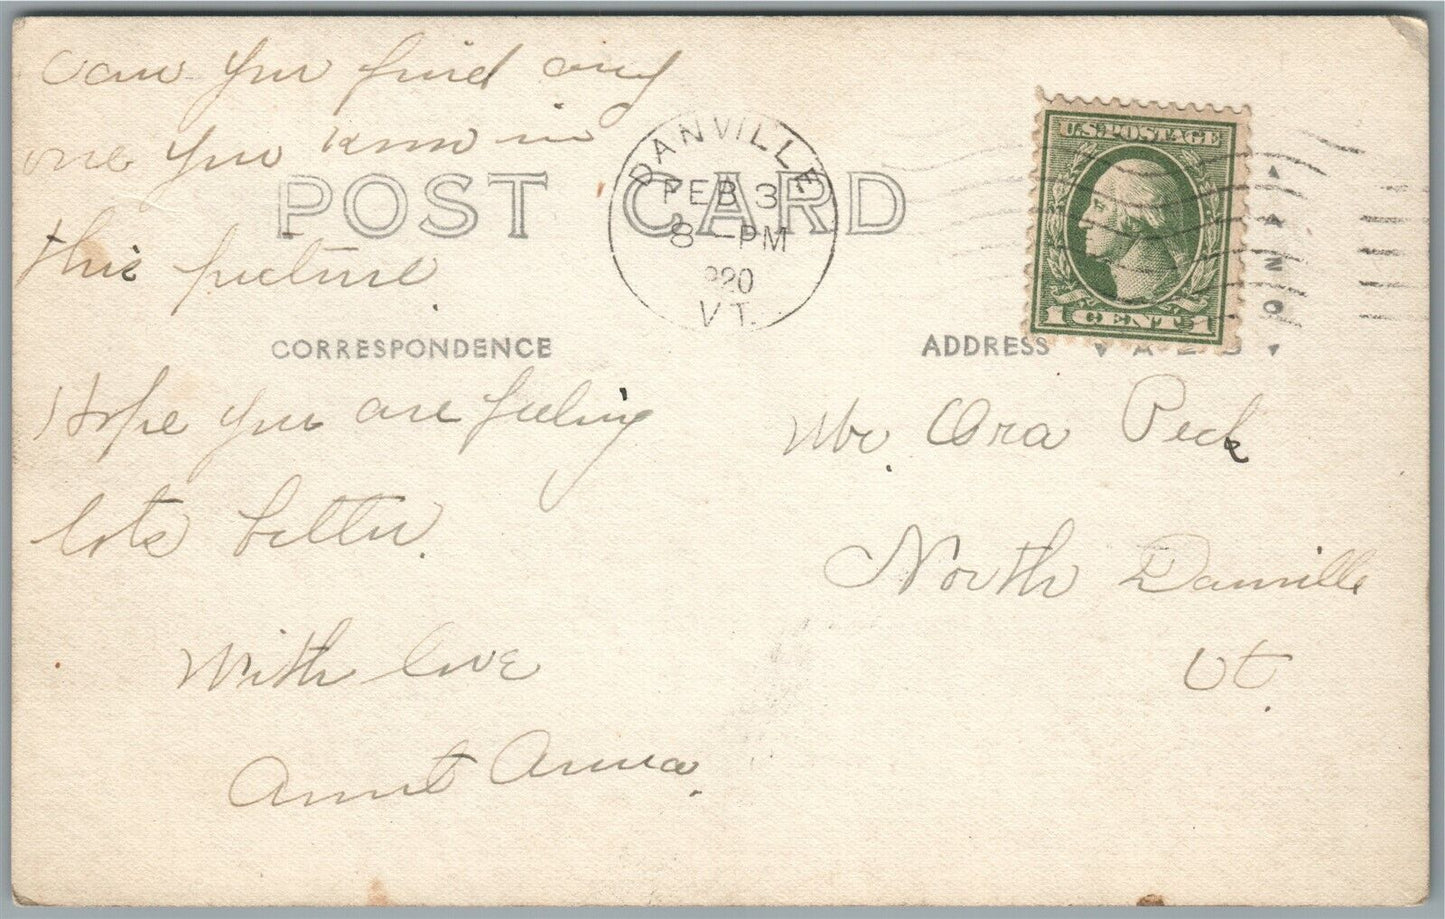 Can you find any
one you know in
this picture.
POST CARD
DANVILLE
FEB 3
8 - PM
920
VT.
U.S. POSTAGE
1 CENT 1
CORRESPONDENCE
ADDRESS
Hope you are feeling
lots better.
With love
Aunt Anna.
Mr. Ora Peck
North Danville
Vt.